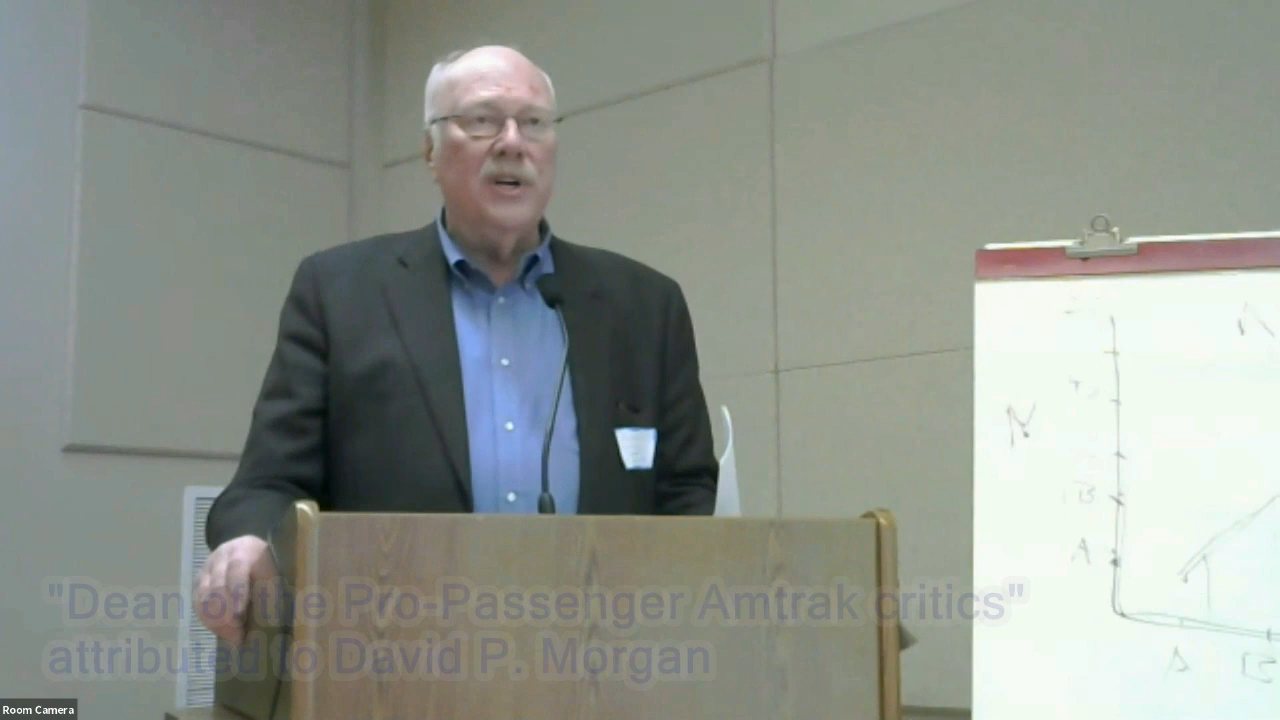 "Dean of the Pro-Passenger Amtrak critics"
attributed to David P. Morgan
Room Camera
N
B
A